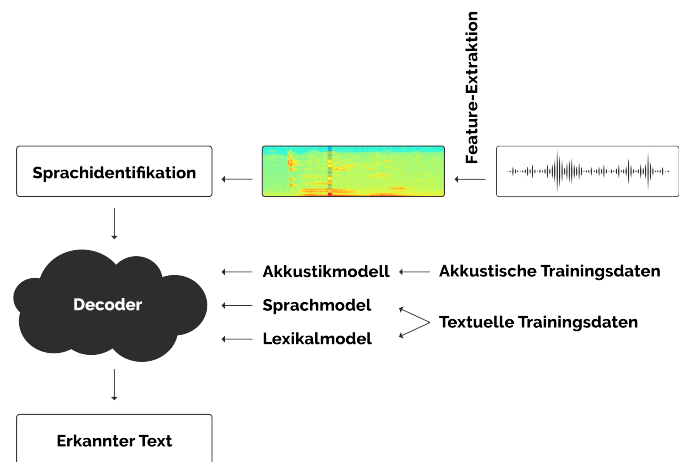 Feature-Extraktion
Sprachidentifikation
Akkustikmodell
Akkustische Trainingsdaten
Decoder
Sprachmodel
Textuelle Trainingsdaten
Lexikalmodel
Erkannter Text